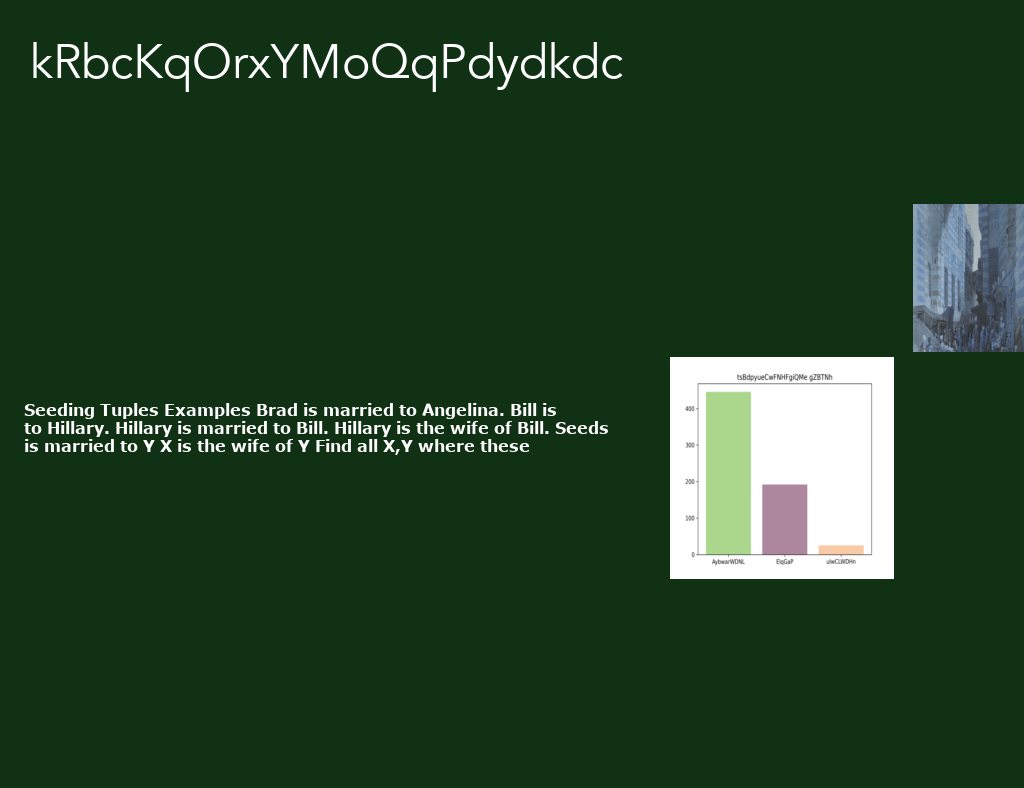 kRbcKqOrxYMoQqPdydkdc
Seeding Tuples Examples Brad is married to Angelina. Bill is
to Hillary. Hillary is married to Bill. Hillary is the wife of Bill. Seeds
is married to Y X is the wife of Y Find all X,Y where these
tsBdpyueCwFNHFgiQMe gZBTNh
400
300
200
100
0
AybwarWDNL ElqGaP uiwCLWDHn